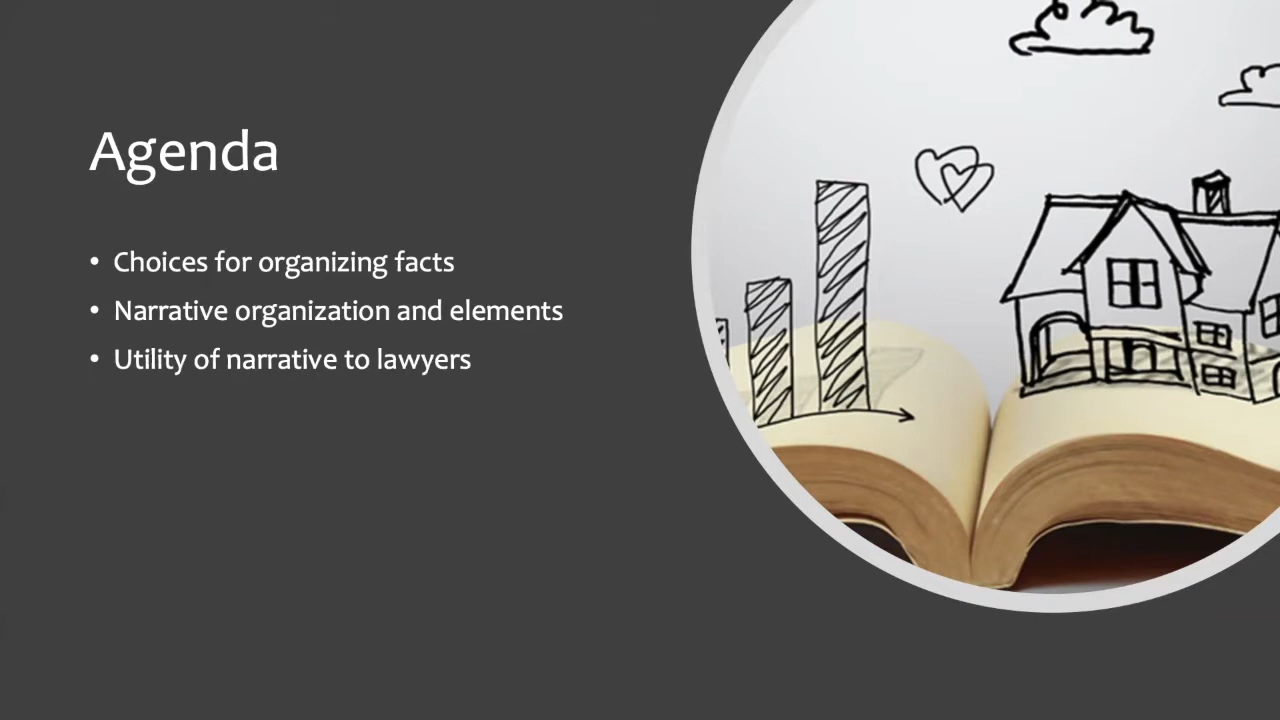 Agenda
• Choices for organizing facts
• Narrative organization and elements
• Utility of narrative to lawyers